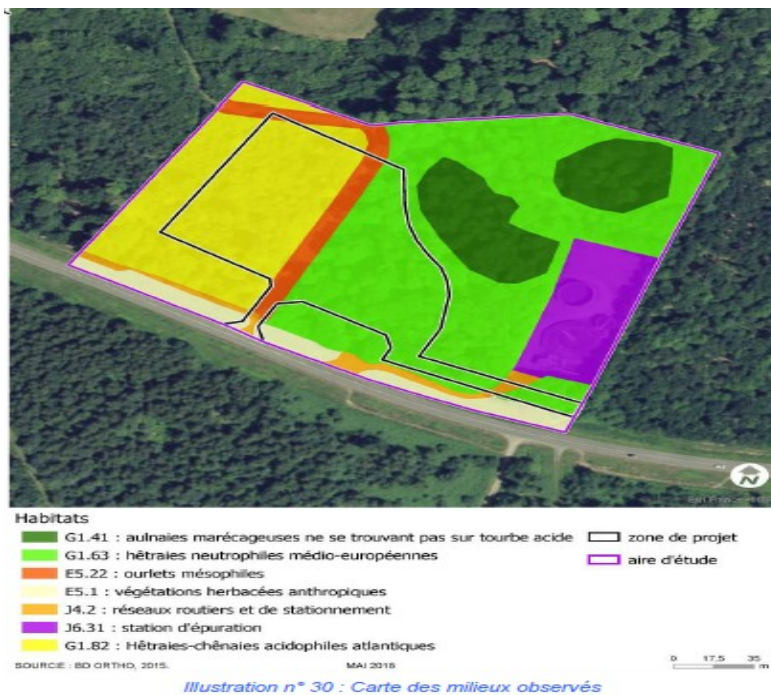 N
Habitats
G1.41 : aulnaies marécageuses ne se trouvant pas sur tourbe acide
zone de projet
G1.63 : hêtraies neutrophiles médio-européennes
aire d'étude
E5.22 : ourlets mésophiles
E5.1 : végétations herbacées anthropiques
J4.2 : réseaux routiers et de stationnement
J6.31 : station d'épuration
G1.82 : Hêtraies-chênaies acidophiles atlantiques
SOURCE : BD ORTHO, 2015.
MAI 2018
0 17.5 35
m
Illustration n° 30 : Carte des milieux observés